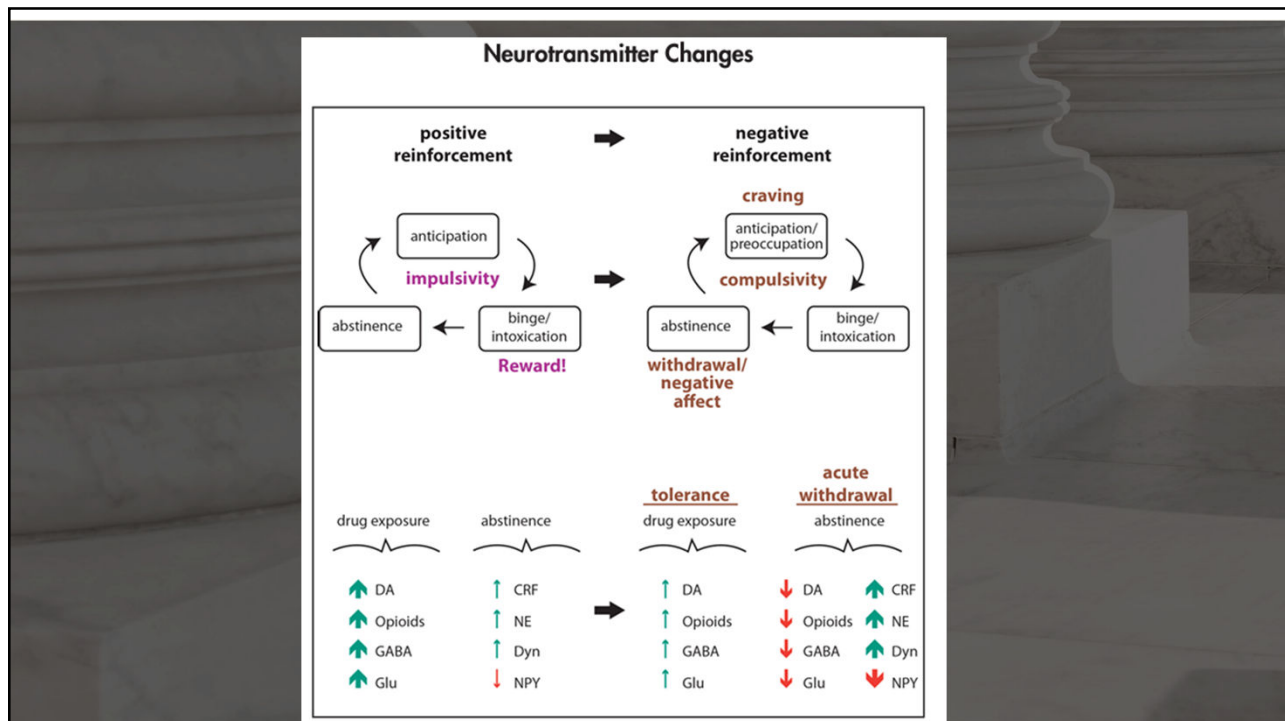 Neurotransmitter Changes
positive
reinforcement
negative
reinforcement
anticipation
impulsivity
abstinence
binge/
intoxication
Reward!
craving
anticipation/
preoccupation
compulsivity
abstinence
binge/
intoxication
withdrawal/
negative
affect
drug exposure
abstinence
tolerance
drug exposure
acute
withdrawal
abstinence
DA
Opioids
GABA
Glu
CRF
NE
Dyn
NPY
DA
Opioids
GABA
Glu
DA
Opioids
GABA
Glu
CRF
NE
Dyn
NPY